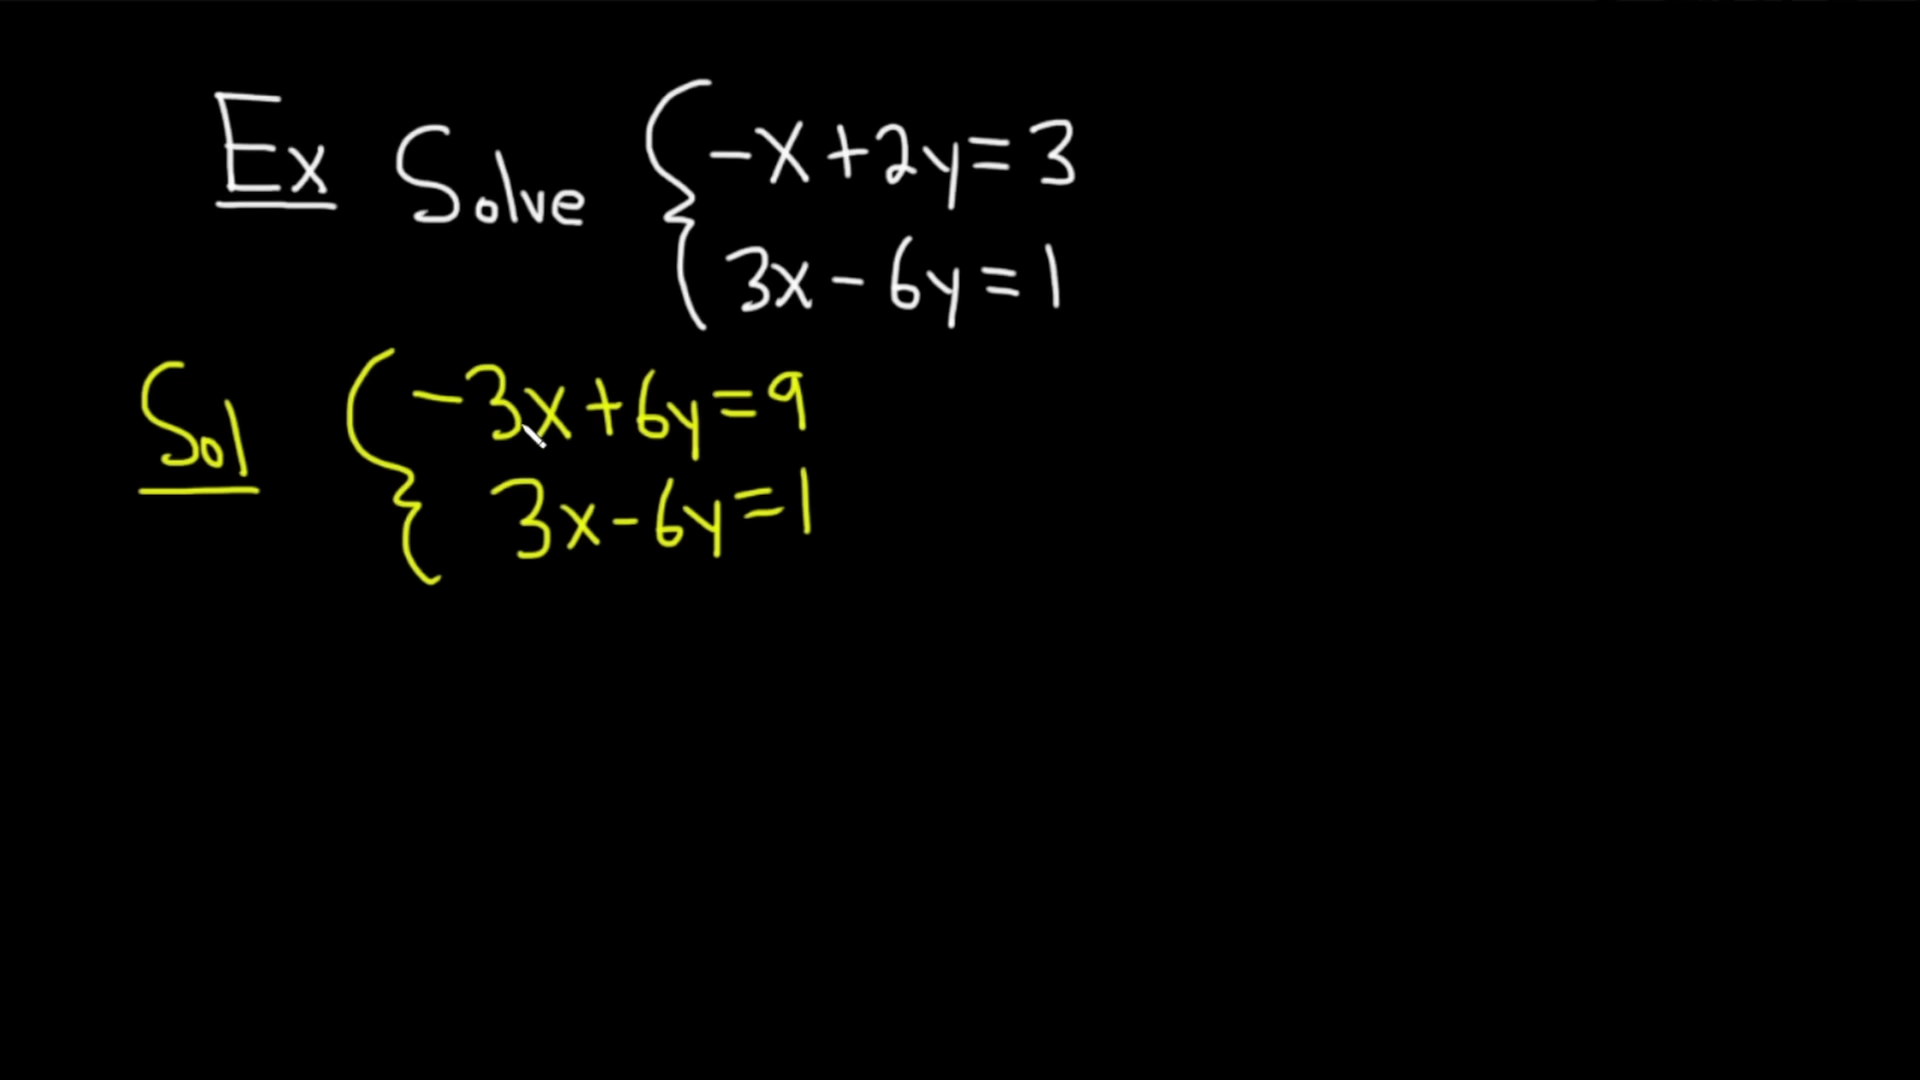 Ex Solve { -x + 2y = 3
3x - 6y = 1
Sol { -3x + 6y = 9
3x - 6y = 1